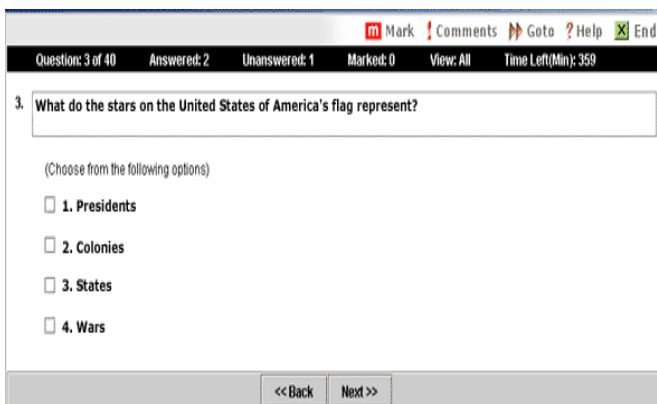 m Mark ! Comments Goto ? Help X End
Question: 3 of 40 Answered: 2 Unanswered: 1 Marked: 0 View: All Time Left(Min): 359
3. What do the stars on the United States of America's flag represent?
(Choose from the following options)
1. Presidents
2. Colonies
3. States
4. Wars
<< Back Next >>